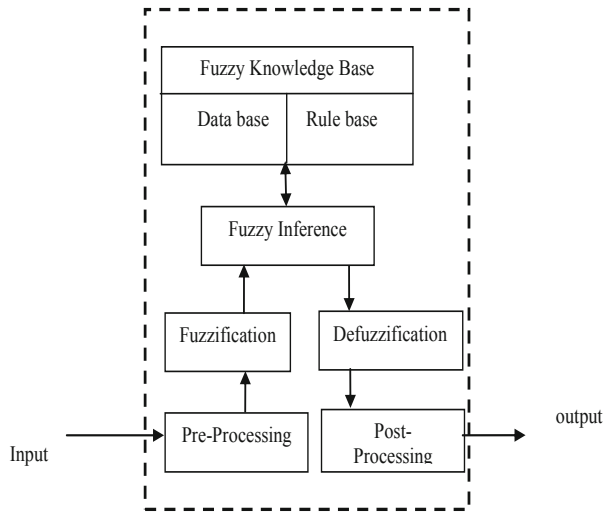 Fuzzy Knowledge Base
Data base
Rule base
Fuzzy Inference
Fuzzification
Defuzzification
Pre-Processing
Post-
Processing
Input
output